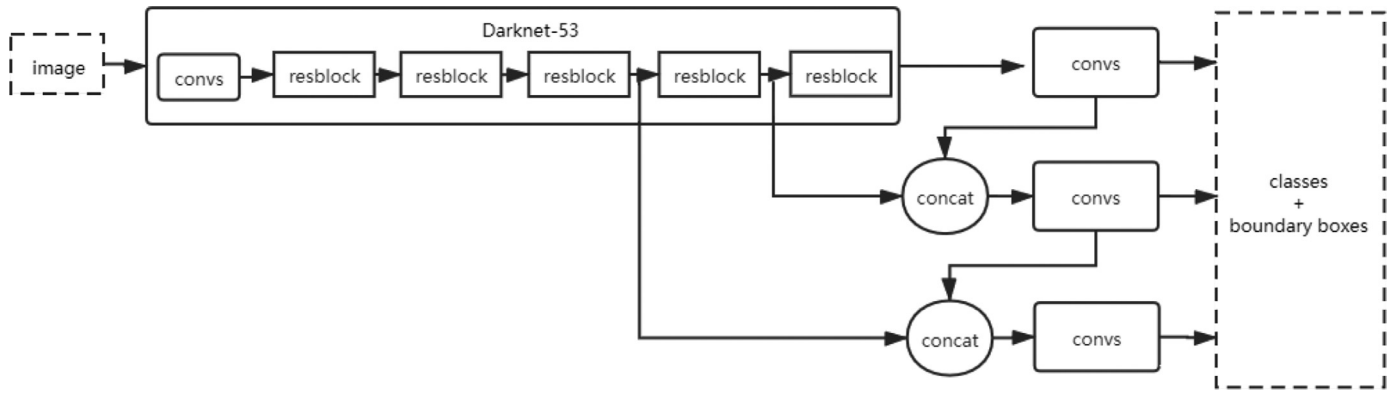 Darknet-53
image
convs
resblock
resblock
resblock
resblock
resblock
convs
concat
convs
classes
+
boundary boxes
concat
convs